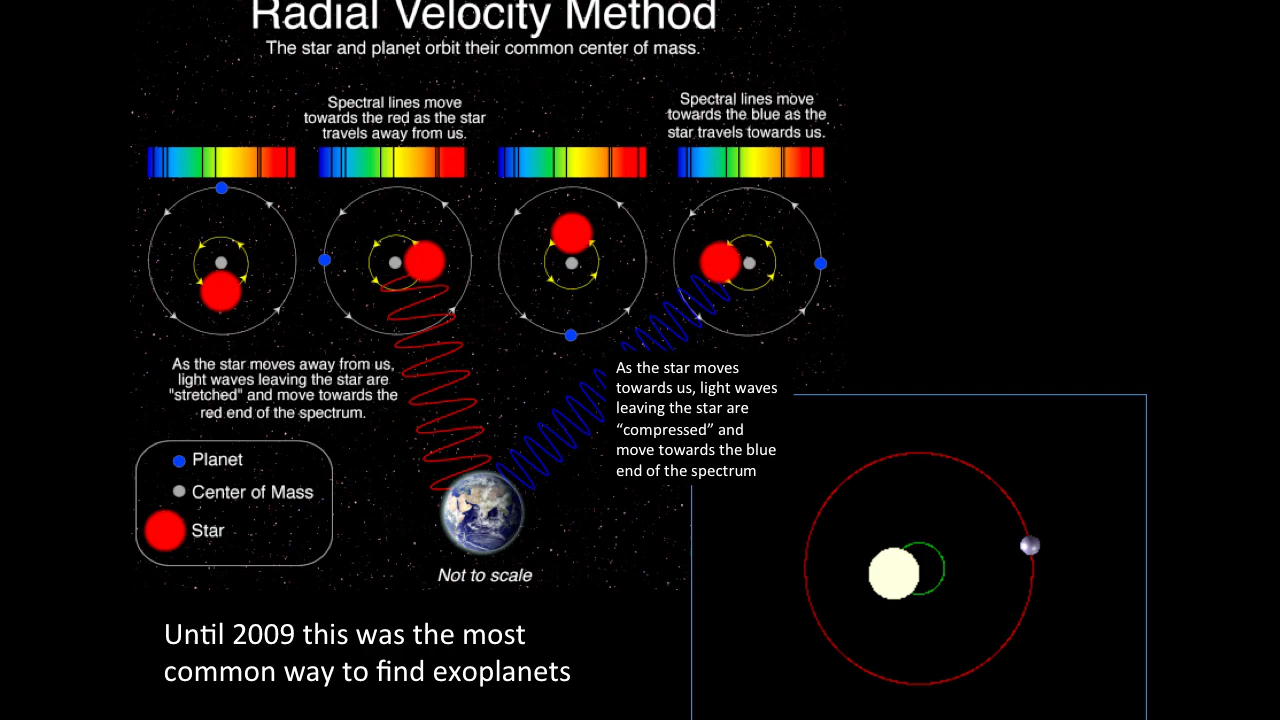 Radial Velocity Method
The star and planet orbit their common center of mass.
Spectral lines move
towards the red as the star
travels away from us.
Spectral lines move
towards the blue as the
star travels towards us.
As the star moves away from us,
light waves leaving the star are
"stretched" and move towards the
red end of the spectrum.
As the star moves
towards us, light waves
leaving the star are
“compressed” and
move towards the blue
end of the spectrum
Planet
Center of Mass
Star
Not to scale
Until 2009 this was the most
common way to find exoplanets